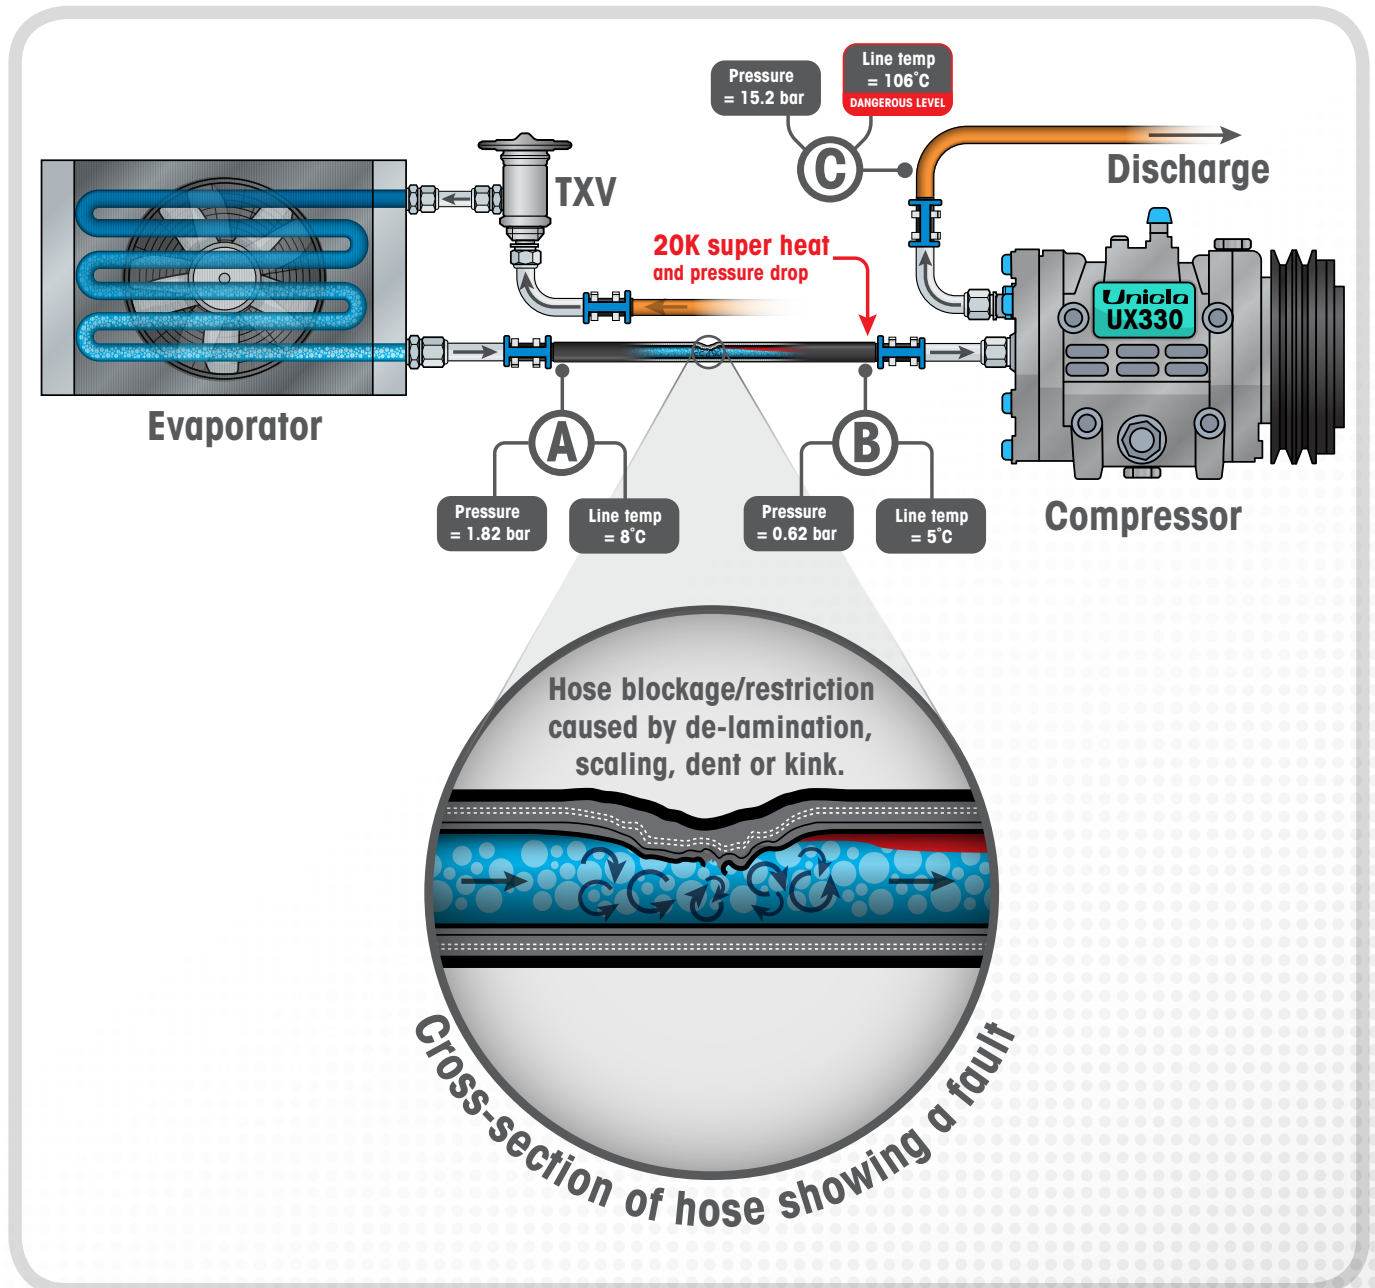 Pressure
= 15.2 bar
Line temp
= 106°C
DANGEROUS LEVEL
C
Discharge
TXV
20K super heat
and pressure drop
Unicla
UX330
Evaporator
A
B
Pressure
= 1.82 bar
Line temp
= 8°C
Pressure
= 0.62 bar
Line temp
= 5°C
Compressor
Hose blockage/restriction
caused by de-lamination,
scaling, dent or kink.
Cross-section of hose showing a fault